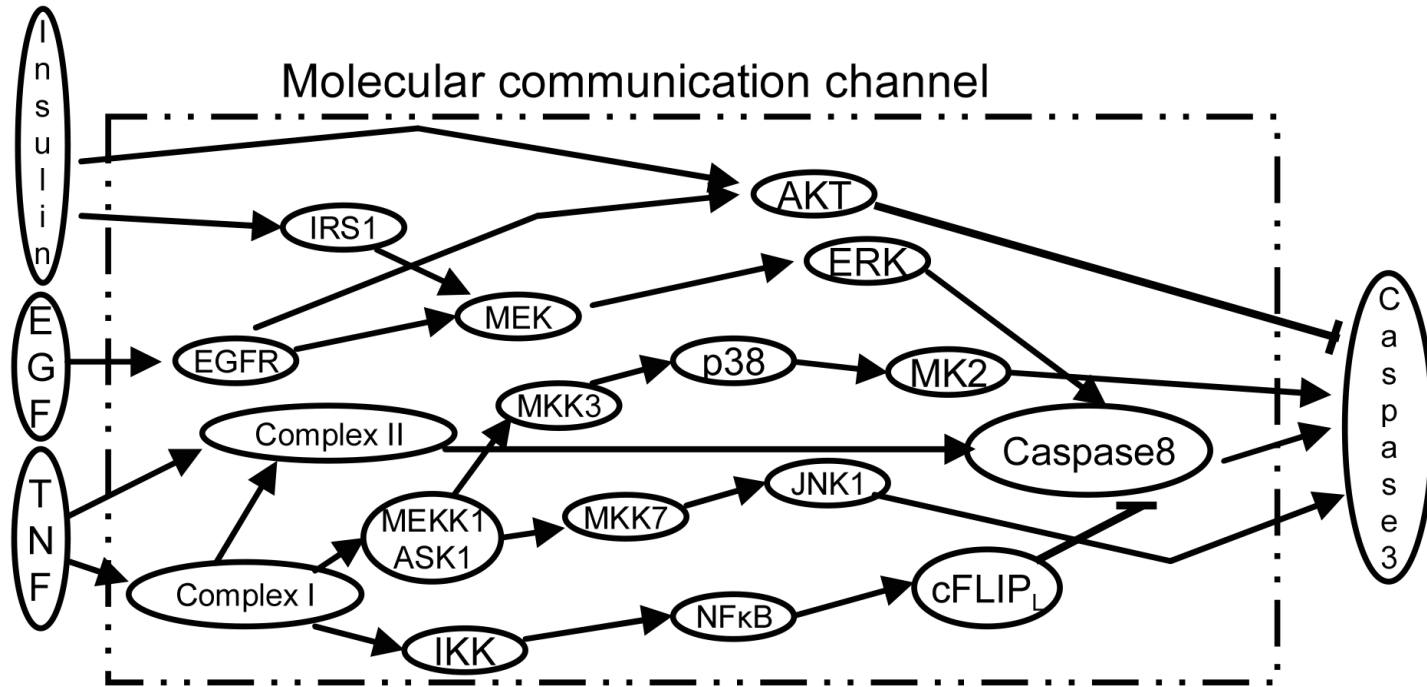 Molecular communication channel
Insulin
EGF
TNF
IRS1
EGFR
MEK
AKT
ERK
Complex II
MKK3
p38
MK2
Caspase8
MEKK1
ASK1
MKK7
JNK1
Complex I
IKK
NFκB
cFLIPL
Caspase3